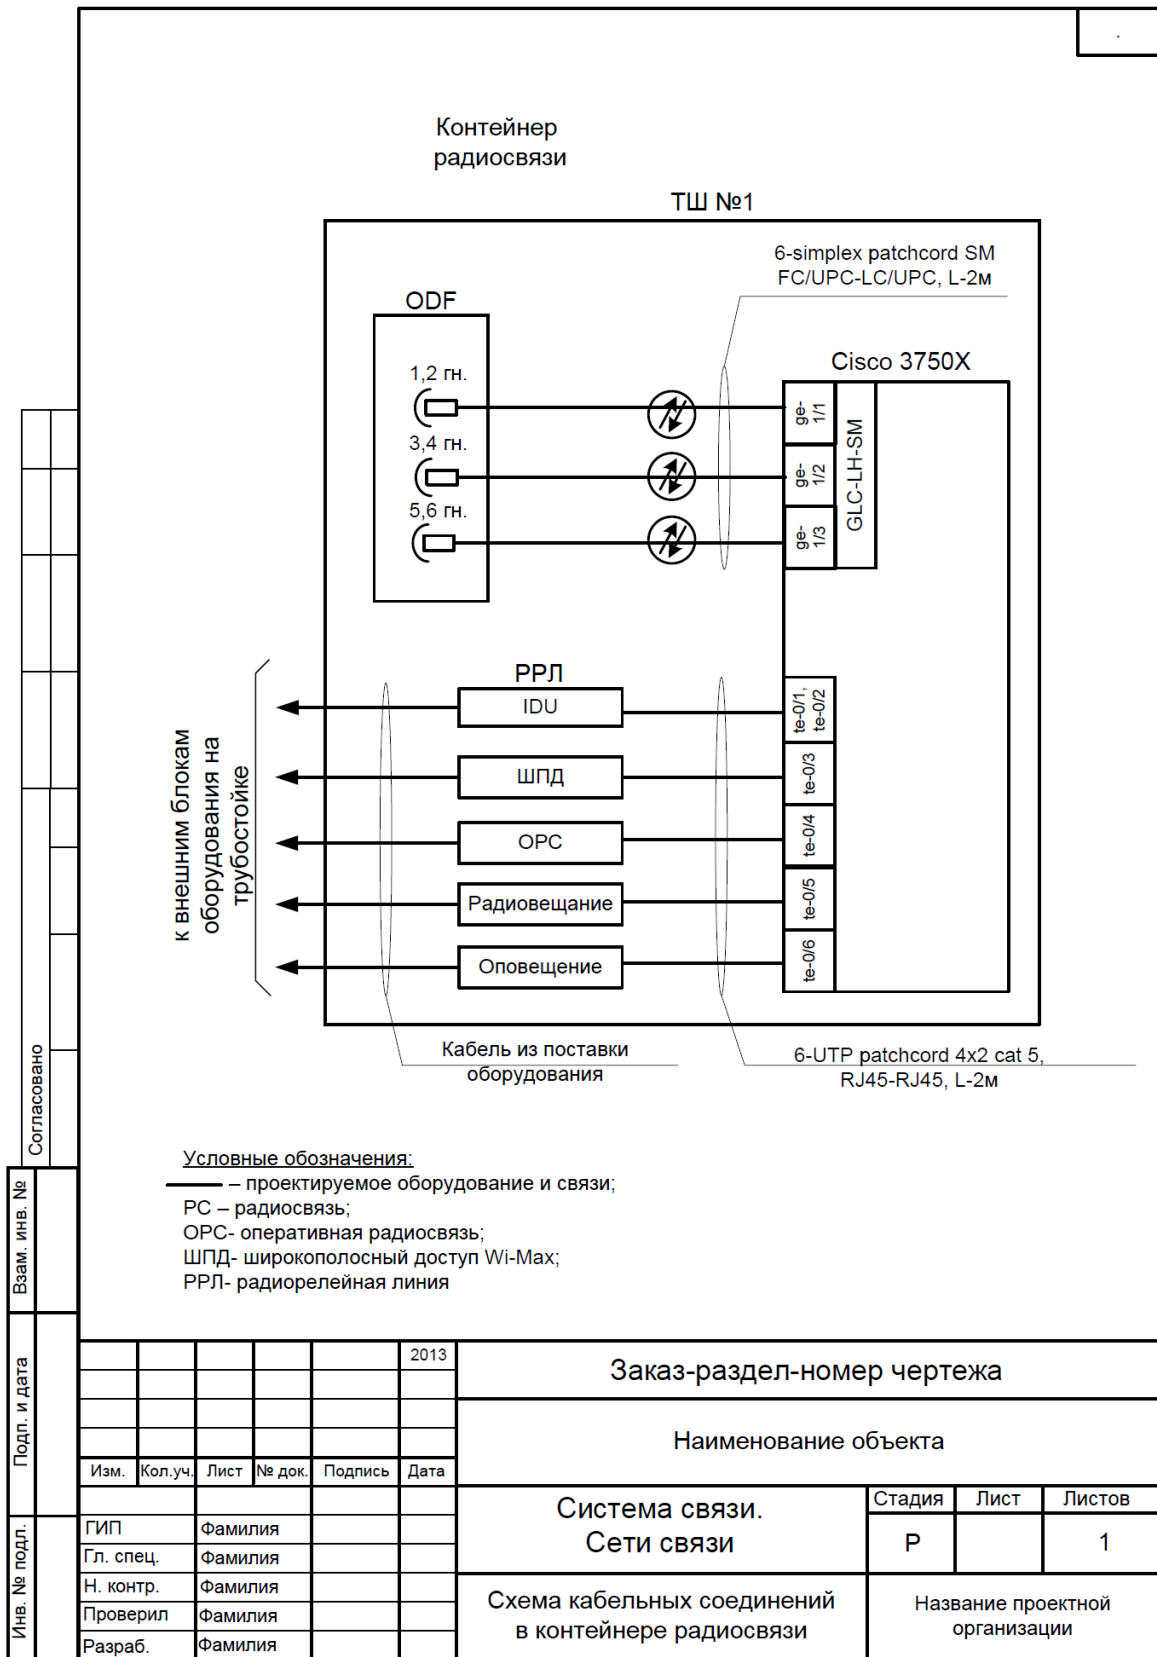 Контейнер
радиосвязи
ТШ №1
6-simplex patchcord SM
FC/UPC-LC/UPC, L-2м
ODF
Cisco 3750X
1,2 гн.
3,4 гн.
5,6 гн.
ge-
1/1
ge-
1/2
ge-
1/3
GLC-LH-SM
РРЛ
IDU
ШПД
ОРС
Радиовещание
Оповещение
te-0/1,
te-0/2
te-0/3
te-0/4
te-0/5
te-0/6
к внешним блокам
оборудования на
трубостойке
Кабель из поставки
оборудования
6-UTP patchcord 4x2 cat 5,
RJ45-RJ45, L-2м
Условные обозначения:
– проектируемое оборудование и связи;
РС – радиосвязь;
ОРС- оперативная радиосвязь;
ШПД- широкополосный доступ Wi-Max;
РРЛ- радиорелейная линия
Согласовано
Взам. инв. №
Подп. и дата
Инв. № подл.
2013
Изм. Кол.уч. Лист № док. Подпись Дата
ГИП Фамилия
Гл. спец. Фамилия
Н. контр. Фамилия
Проверил Фамилия
Разраб. Фамилия
Заказ-раздел-номер чертежа
Наименование объекта
Система связи.
Сети связи
Стадия Лист Листов
Р 1
Схема кабельных соединений
в контейнере радиосвязи
Название проектной
организации